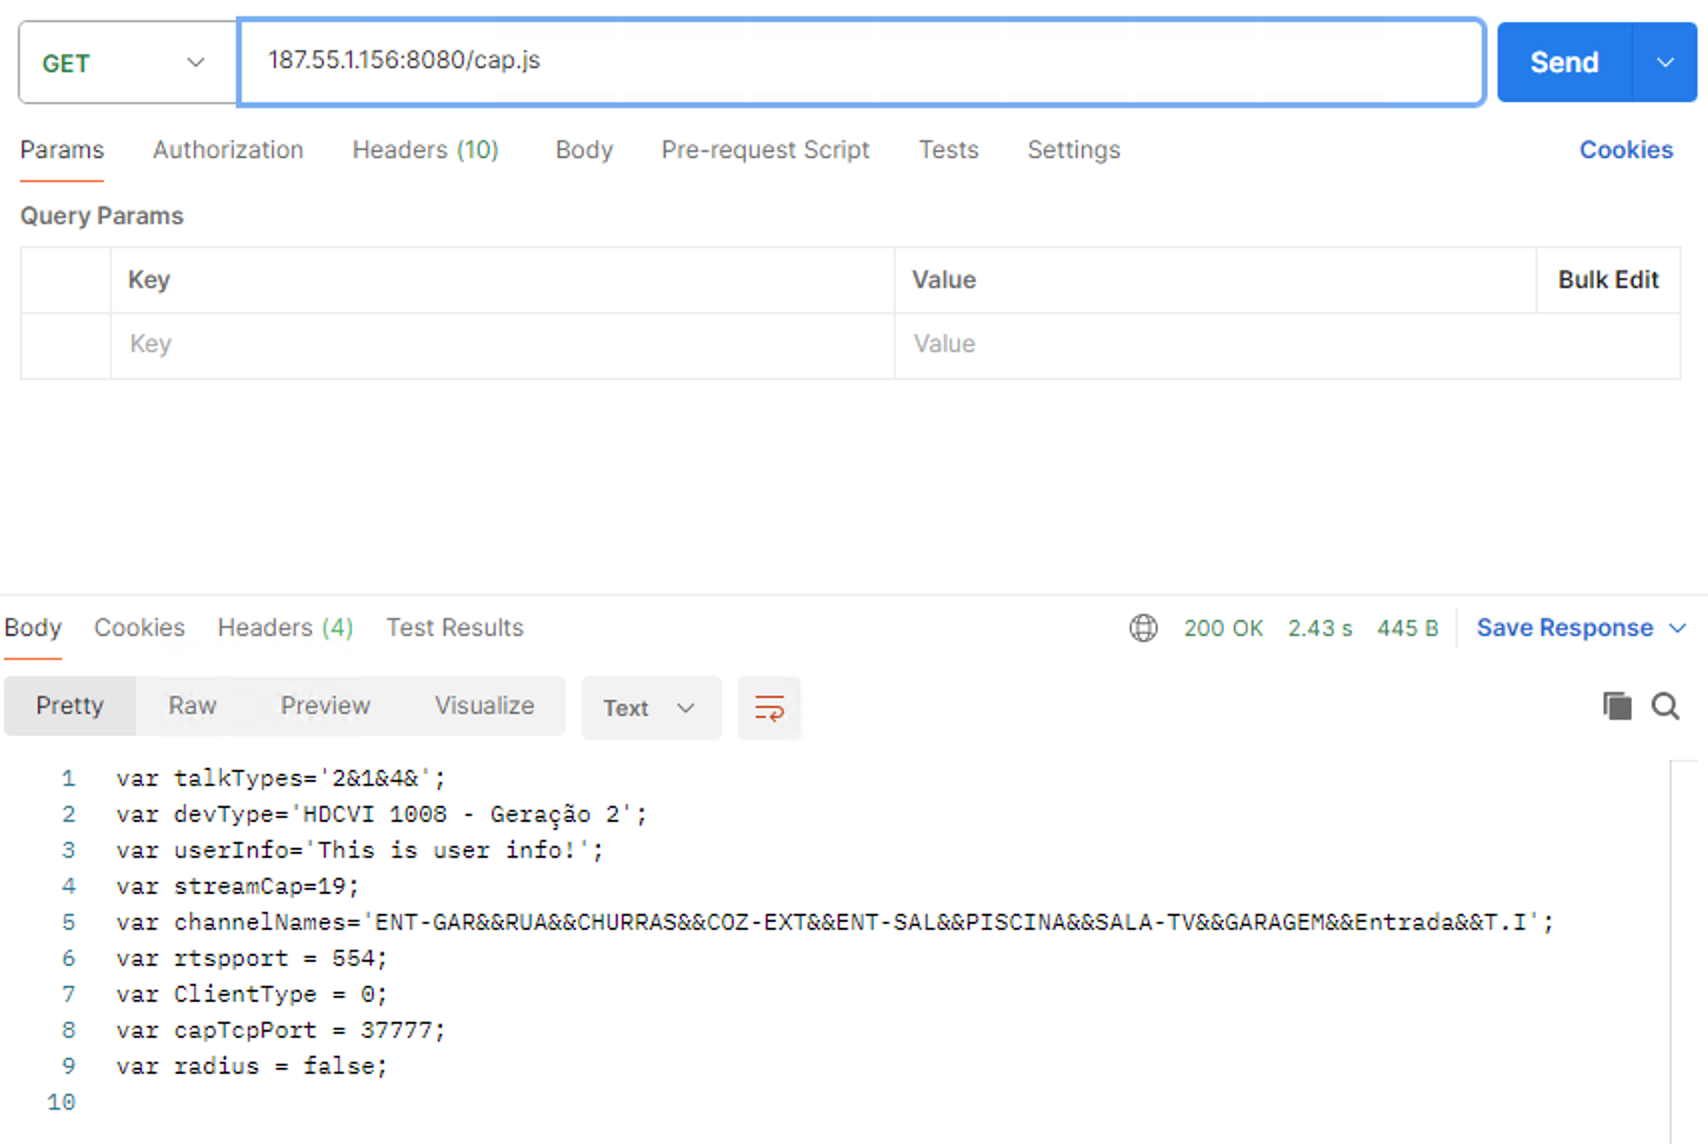 GET 187.55.1.156:8080/cap.js Send
Params Authorization Headers (10) Body Pre-request Script Tests Settings Cookies
Query Params
Key Value Bulk Edit
Key Value
Body Cookies Headers (4) Test Results 200 OK 2.43 s 445 B Save Response
Pretty Raw Preview Visualize Text
1 var talkTypes='2&1&4&';
2 var devType='HDCVI 1008 - Geração 2';
3 var userInfo='This is user info!';
4 var streamCap=19;
5 var channelNames='ENT-GAR&&RUA&&CHURRAS&&COZ-EXT&&ENT-SAL&&PISCINA&&SALA-TV&&GARAGEM&&Entrada&&T.I';
6 var rtspport = 554;
7 var ClientType = 0;
8 var capTcpPort = 37777;
9 var radius = false;
10